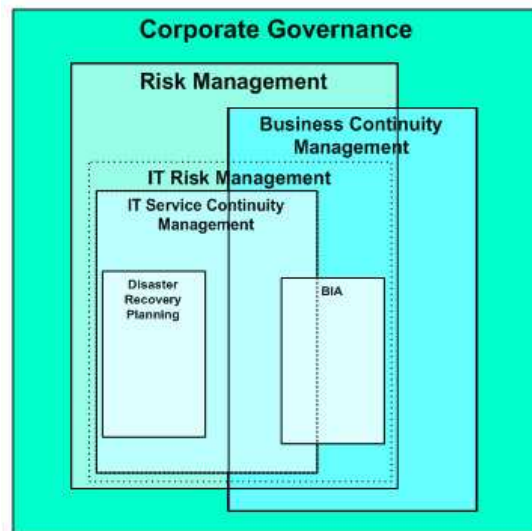 Corporate Governance
Risk Management
Business Continuity
Management
IT Risk Management
IT Service Continuity
Management
Disaster
Recovery
Planning
BIA